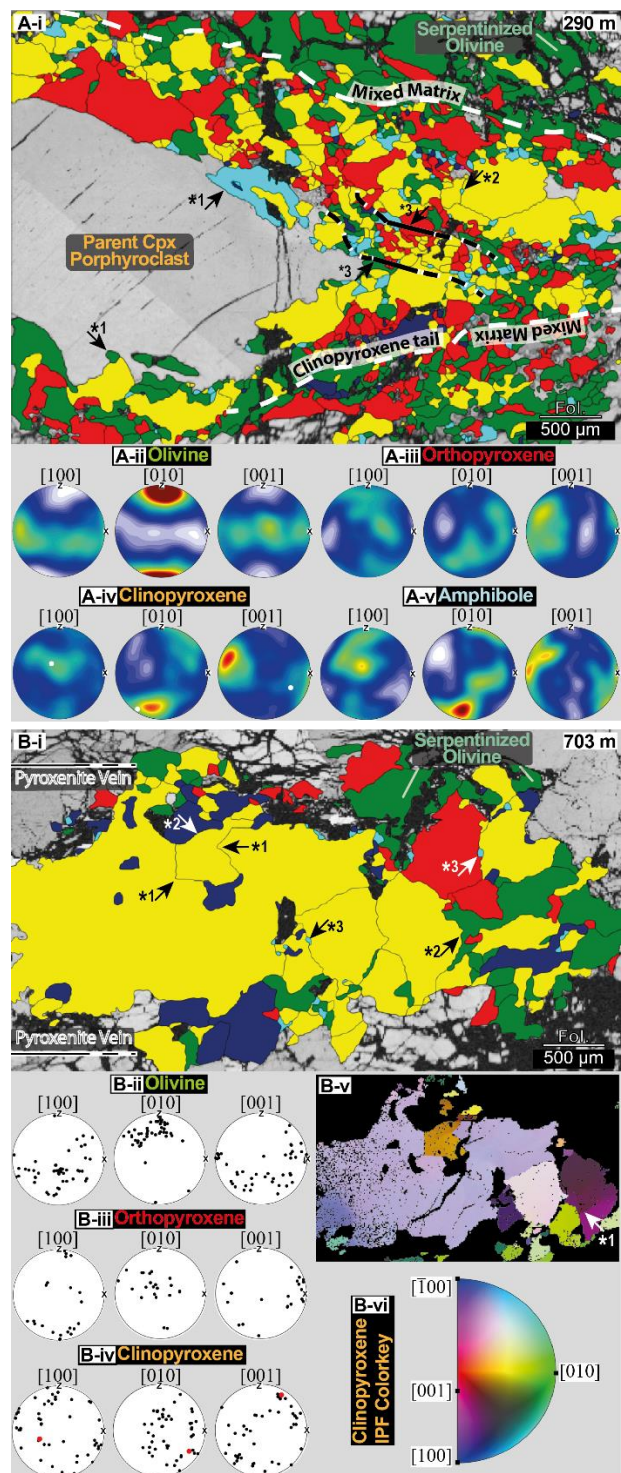 A-i
Serpentinized
Olivine
290 m
Mixed Matrix
*1
*2
*3
Parent Cpx
Porphyroclast
*3
*1
Clinopyroxene tail
Mixed Matrix
Fol.
500 µm
A-ii Olivine
A-iii Orthopyroxene
[100] [010] [001] [100] [010] [001]
z z z z z z
x x x x x x
A-iv Clinopyroxene
A-v Amphibole
[100] [010] [001] [100] [010] [001]
z z z z z z
x x x x x x
B-i
Serpentinized
Olivine
703 m
Pyroxenite Vein
*2
*1
*1
*3
*3
*2
Pyroxenite Vein
Fol.
500 µm
B-ii Olivine
[100] [010] [001]
z z z
x x x
B-iii Orthopyroxene
[100] [010] [001]
z z z
x x x
B-iv Clinopyroxene
[100] [010] [001]
z z z
x x x
B-v
*1
B-vi
Clinopyroxene
IPF Colorkey
[1̅00]
[010]
[001]
[100]